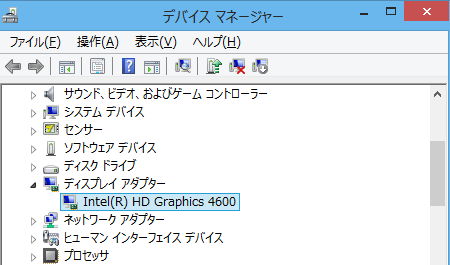 デバイス マネージャー
ファイル(F) 操作(A) 表示(V) ヘルプ(H)
サウンド、ビデオ、およびゲーム コントローラー
システム デバイス
センサー
ソフトウェア デバイス
ディスク ドライブ
ディスプレイ アダプター
Intel(R) HD Graphics 4600
ネットワーク アダプター
ヒューマン インターフェイス デバイス
プロセッサ